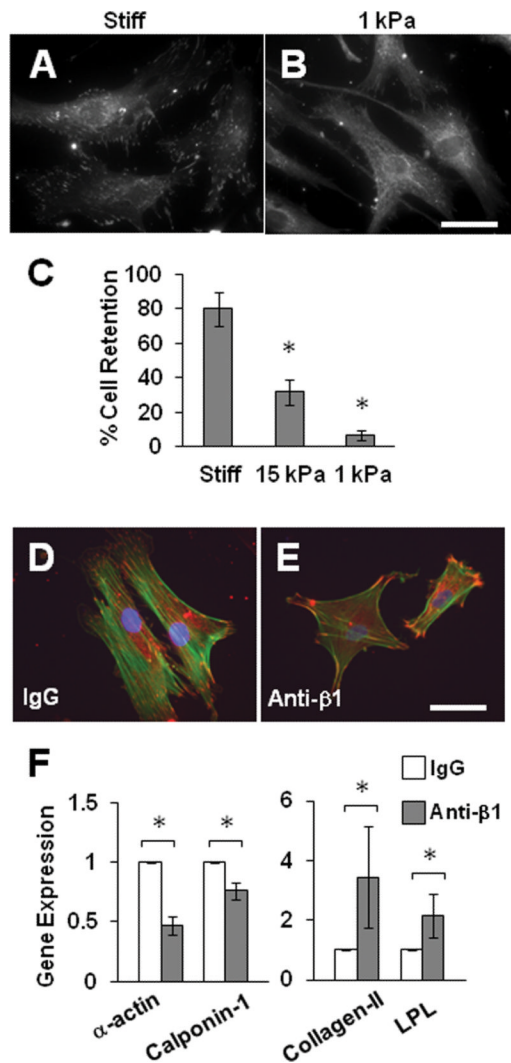 Stiff 1 kPa
A B
C
% Cell Retention
100
80
60
40
20
0
* *
Stiff 15 kPa 1 kPa
D E
IgG Anti-β1
F
IgG
Anti-β1
Gene Expression
1.5
1
0.5
0
* *
α-actin Calponin-1
6
4
2
0
* *
Collagen-II LPL